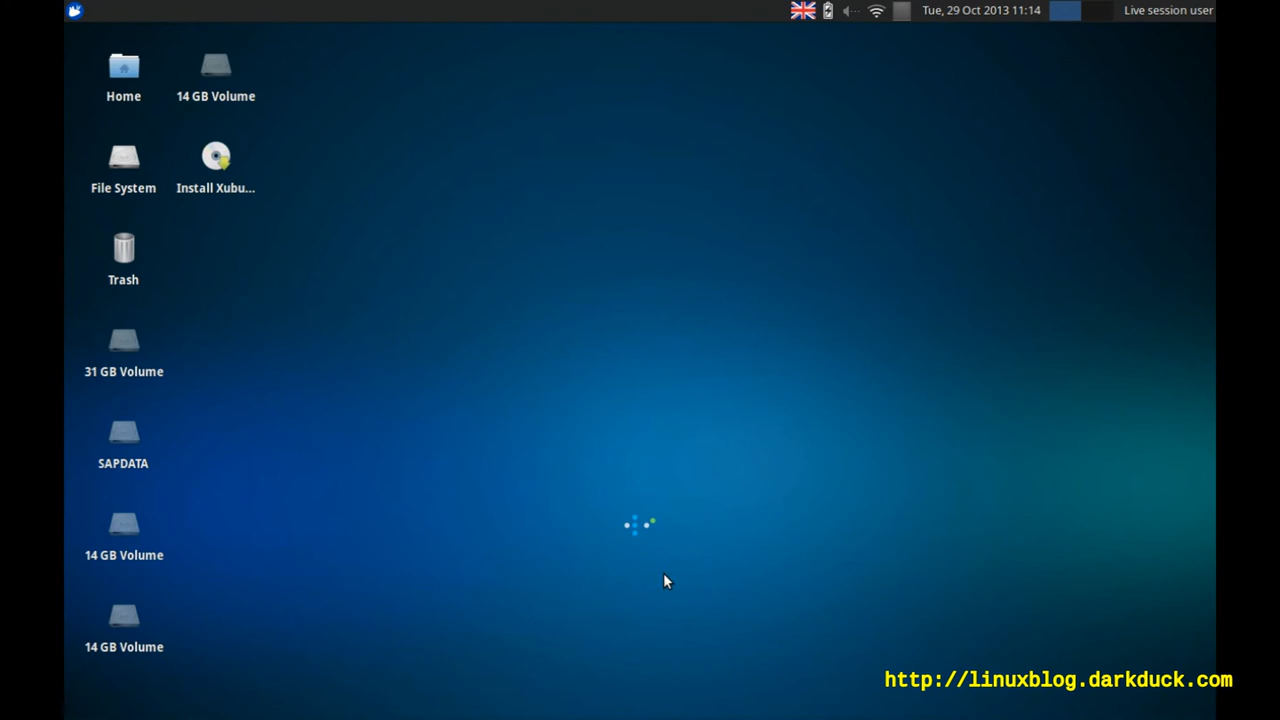 Tue, 29 Oct 2013 11:14
Live session user
Home
14 GB Volume
File System
Install Xubu...
Trash
31 GB Volume
SAPDATA
14 GB Volume
14 GB Volume
http://linuxblog.darkduck.com